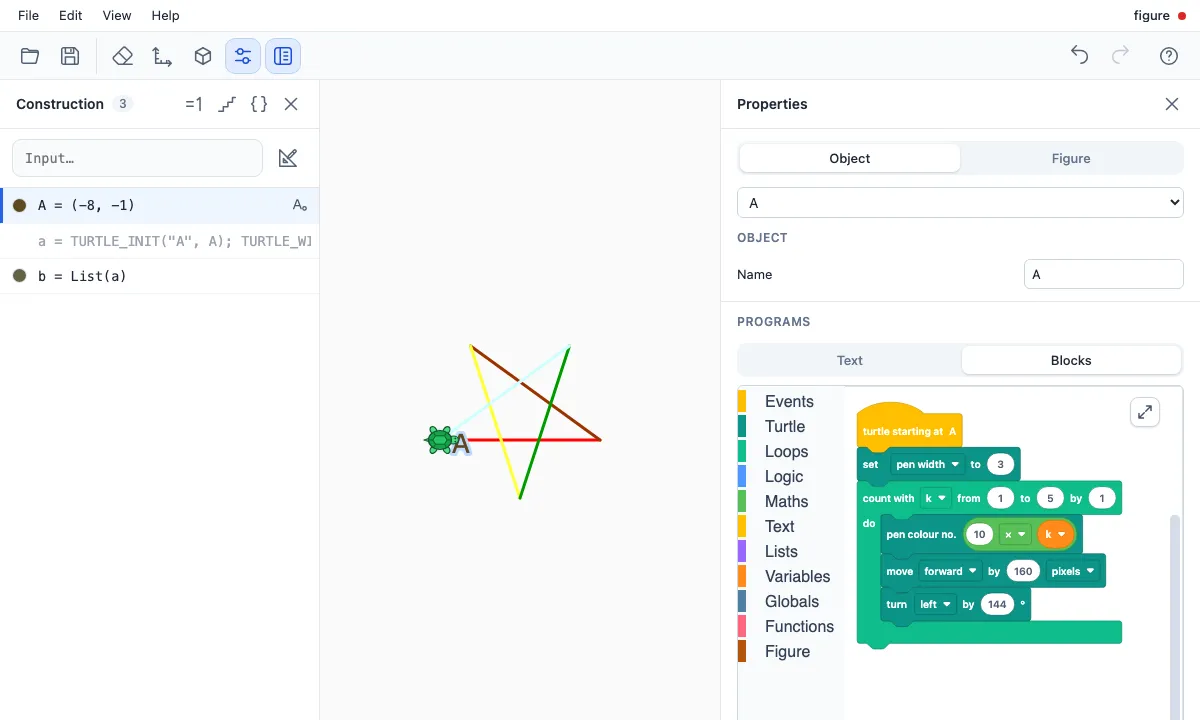 File Edit View Help
figure
Construction 3
=1 { }
Input…
A = (−8, −1)
a = TURTLE_INIT("A", A); TURTLE_WI
b = List(a)
A
Properties
Object Figure
A
OBJECT
Name A
PROGRAMS
Text Blocks
Events
Turtle
Loops
Logic
Maths
Text
Lists
Variables
Globals
Functions
Figure
turtle starting at A
set pen width to 3
count with k from 1 to 5 by 1
do
pen colour no. 10 × k
move forward by 160 pixels
turn left by 144 °